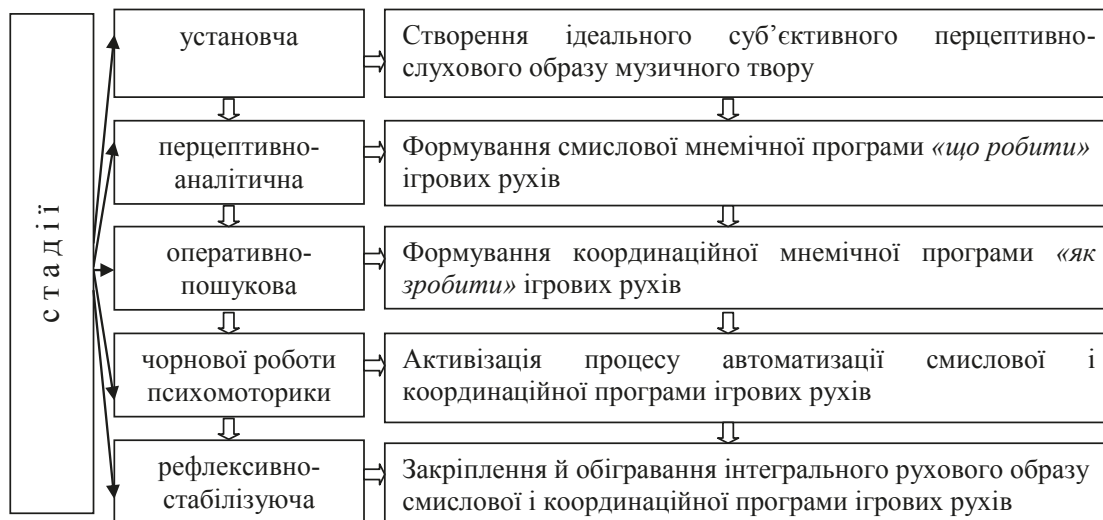 стадії
установча
Створення ідеального суб’єктивного перцептивно-
слухового образу музичного твору
перцептивно-
аналітична
Формування смислової мнемічної програми «що робити»
ігрових рухів
оперативно-
пошукова
Формування координаційної мнемічної програми «як
зробити» ігрових рухів
чорнової роботи
психомоторики
Активізація процесу автоматизації смислової і
координаційної програми ігрових рухів
рефлексивно-
стабілізуюча
Закріплення й обігравання інтегрального рухового образу
смислової і координаційної програми ігрових рухів